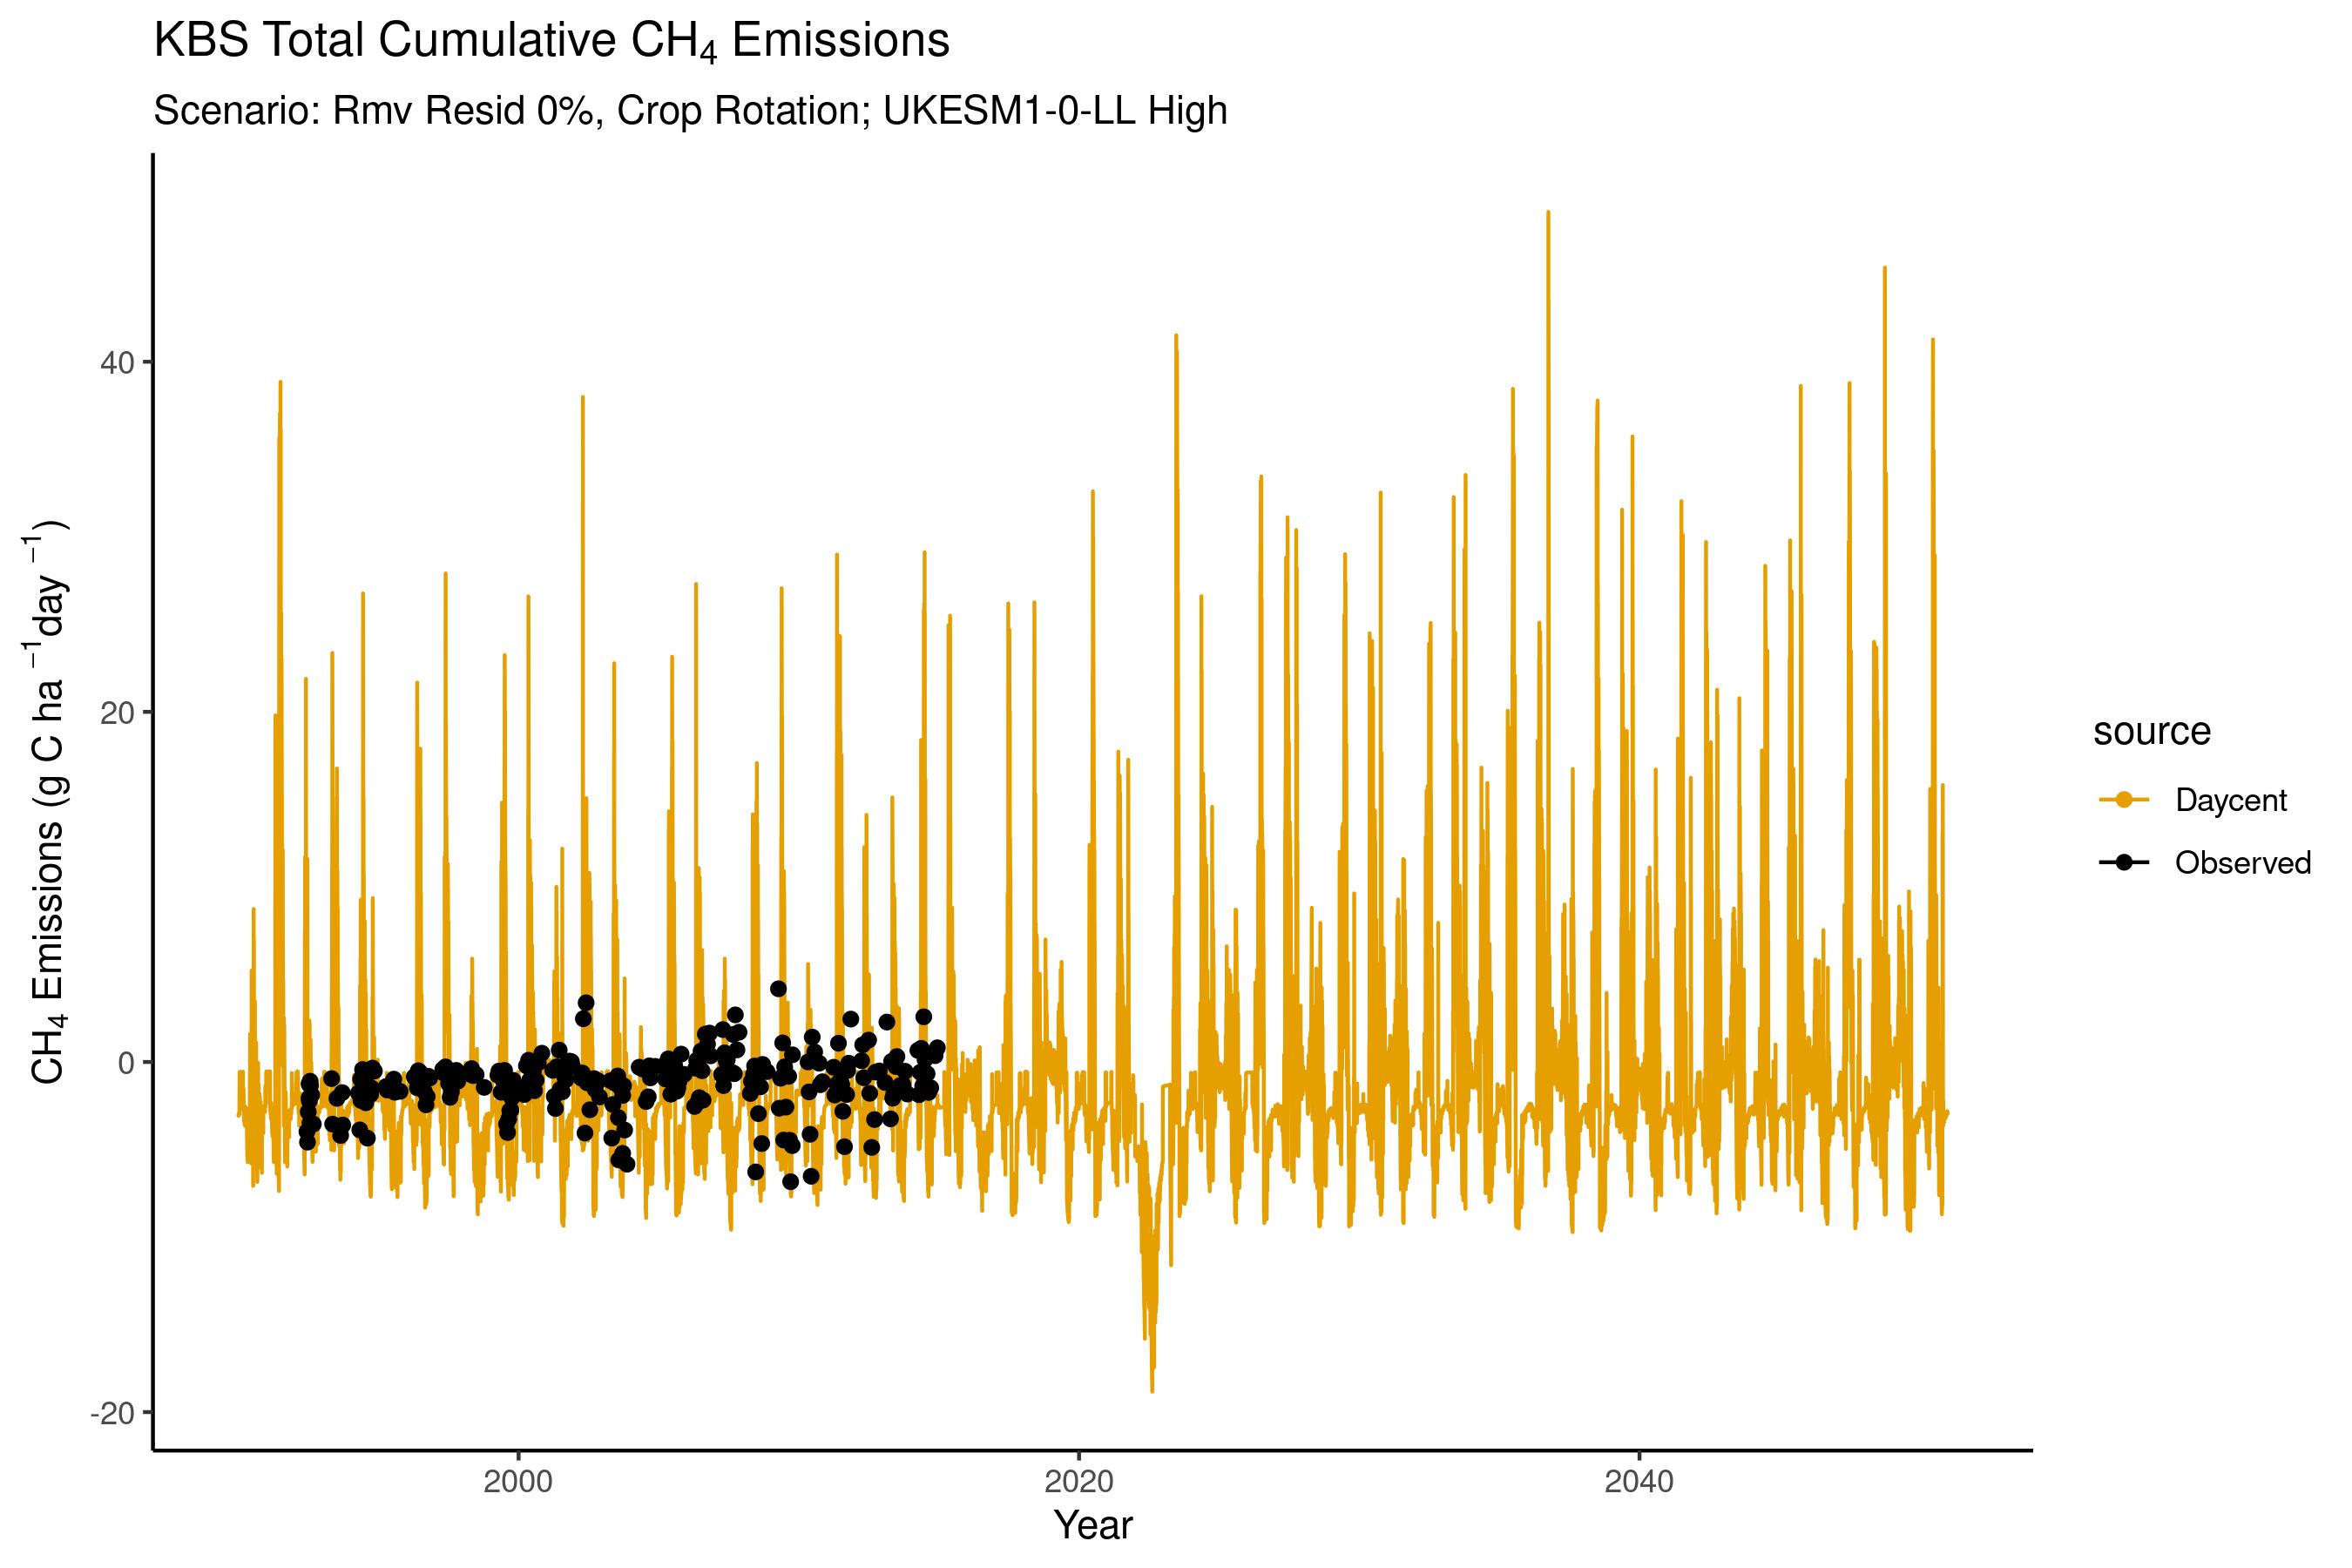 KBS Total Cumulative CH₄ Emissions
Scenario: Rmv Resid 0%, Crop Rotation; UKESM1-0-LL High
CH₄ Emissions (g C ha ⁻¹day ⁻¹)
40
20
0
-20
2000
2020
2040
Year
source
Daycent
Observed